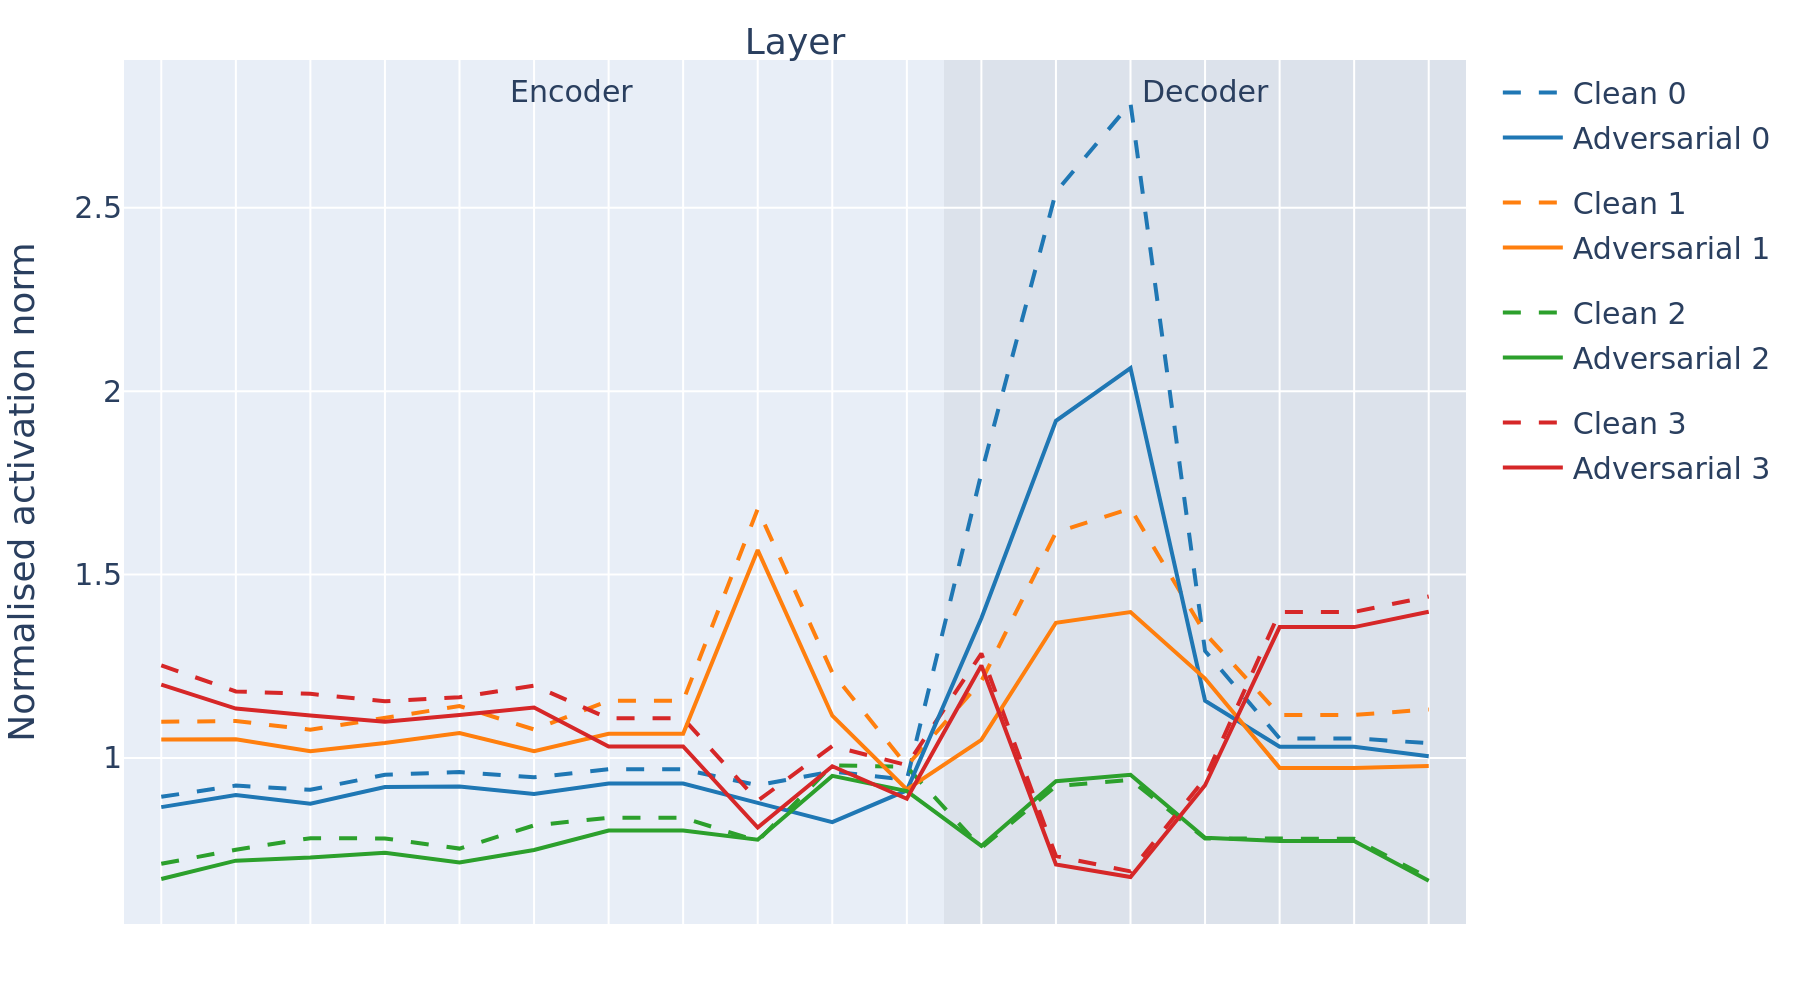 Layer
Encoder
Decoder
Normalised activation norm
2.5
2
1.5
1
Clean 0
Adversarial 0
Clean 1
Adversarial 1
Clean 2
Adversarial 2
Clean 3
Adversarial 3